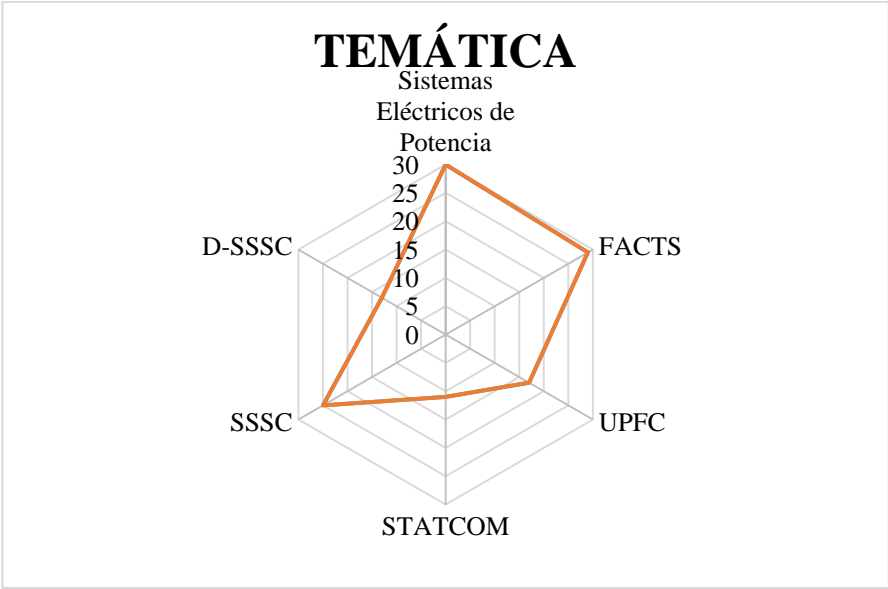 TEMÁTICA
Sistemas
Eléctricos de
Potencia
30
25
20
15
10
5
0
FACTS
UPFC
STATCOM
SSSC
D-SSSC